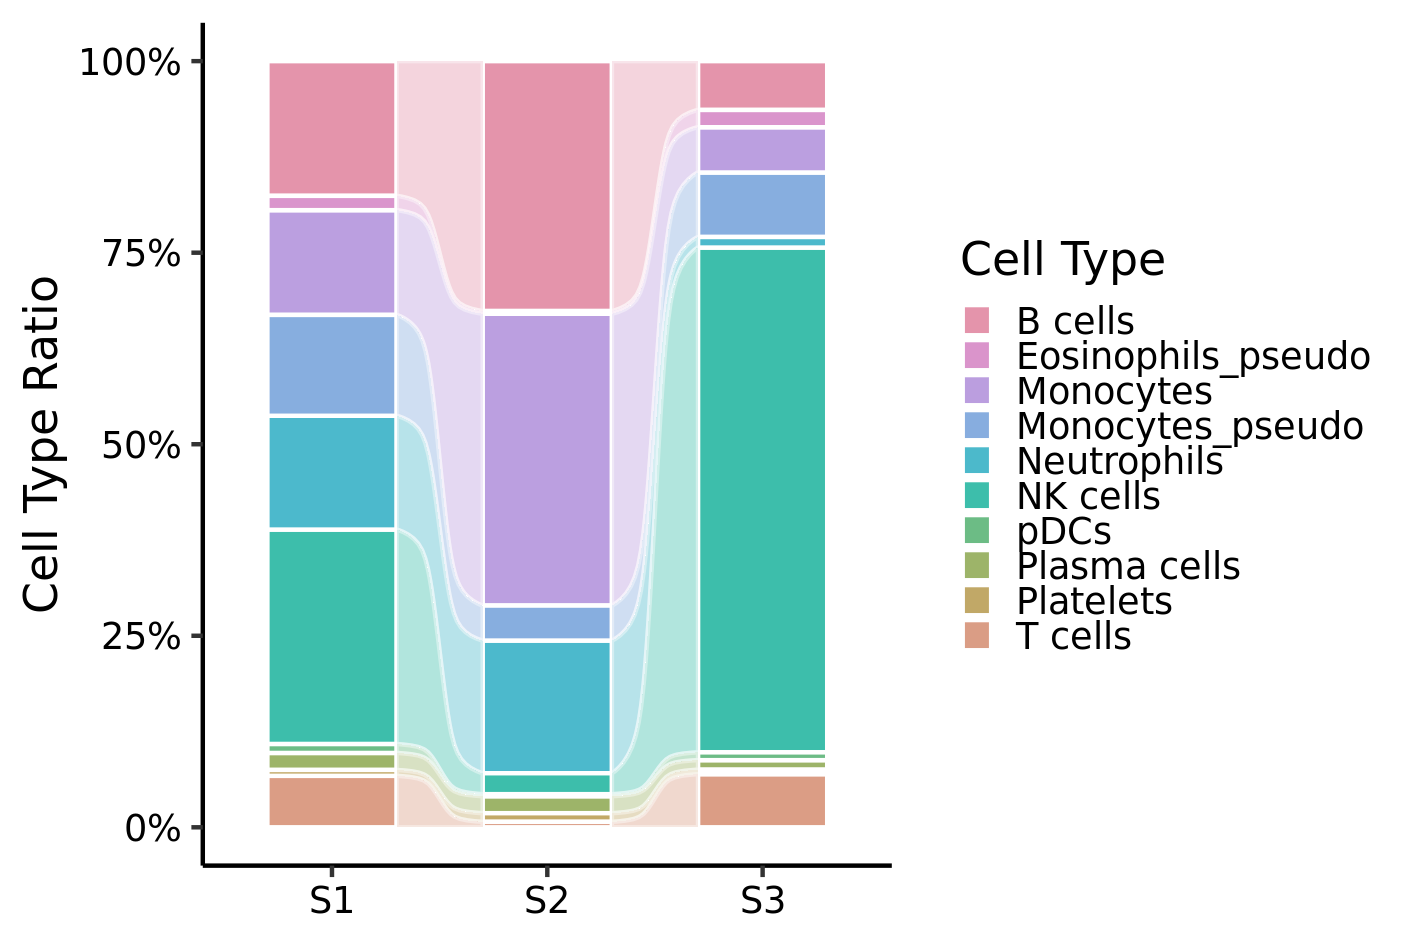 Cell Type Ratio
100%
75%
50%
25%
0%
S1
S2
S3
Cell Type
B cells
Eosinophils_pseudo
Monocytes
Monocytes_pseudo
Neutrophils
NK cells
pDCs
Plasma cells
Platelets
T cells